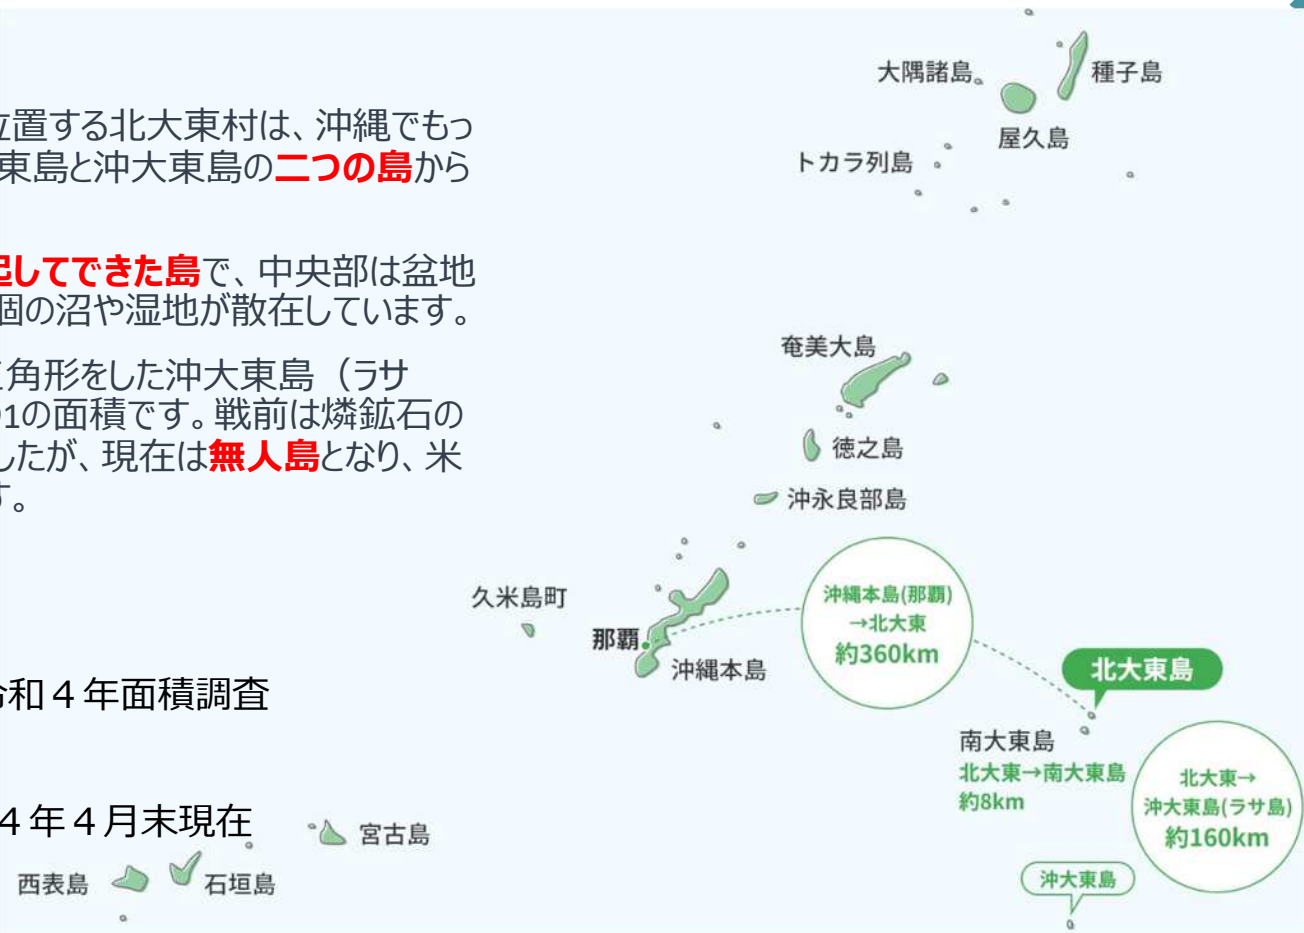 立置する北大東村は、沖縄でもっ
東島と沖大東島の二つの島から
起してできた島で、中央部は盆地
個の沼や湿地が散在しています。
角形をした沖大東島（ラサ
01の面積です。戦前は燐鉱石の
したが、現在は無人島となり、米
す。
令和４年面積調査
４年４月末現在
大隅諸島
種子島
屋久島
トカラ列島
奄美大島
徳之島
沖永良部島
久米島町
那覇
沖縄本島
沖縄本島(那覇)
→北大東
約360km
北大東島
南大東島
北大東→南大東島
約8km
北大東→
沖大東島(ラサ島)
約160km
沖大東島
宮古島
西表島
石垣島